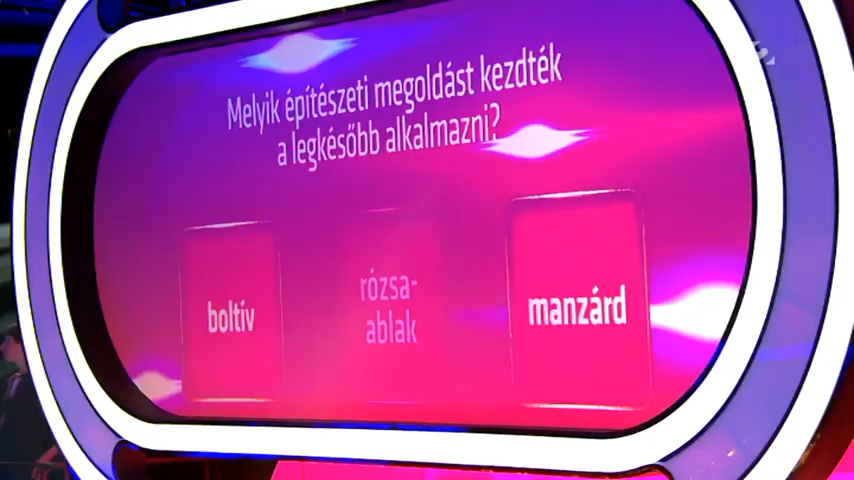 Melyik építészeti megoldást kezdték
a legkésőbb alkalmazni?
boltív
rózsa-
ablak
manzárd